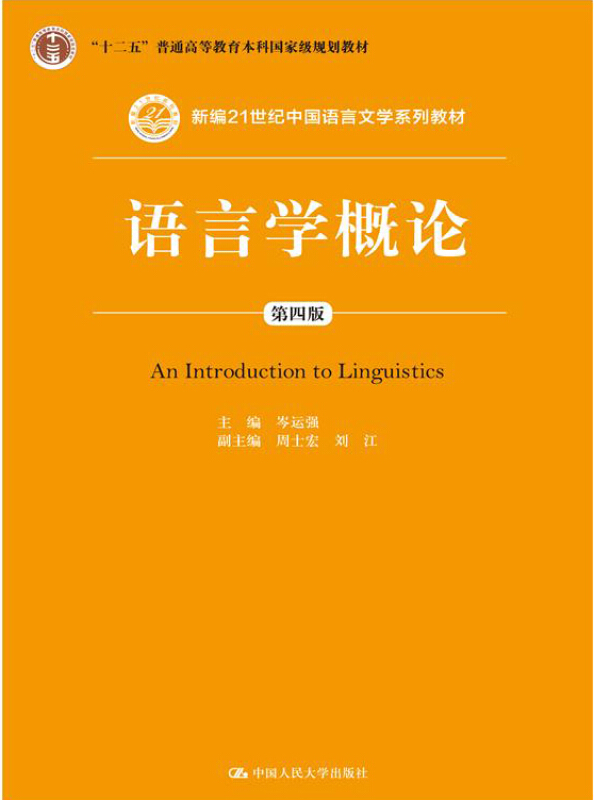 “十二五”普通高等教育本科国家级规划教材
新编21世纪中国语言文学系列教材
语言学概论
第四版
An Introduction to Linguistics
主 编 岑运强
副主编 周士宏 刘 江
中国人民大学出版社